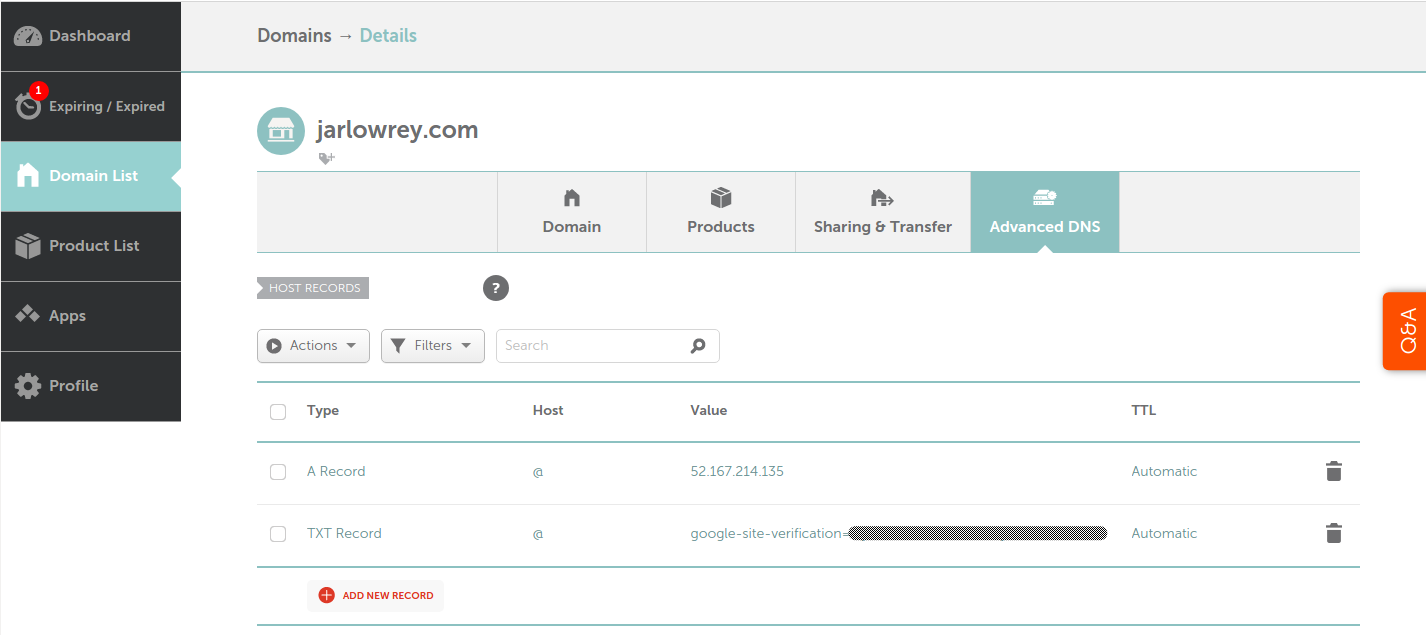 Dashboard
1
Expiring / Expired
Domain List
Product List
Apps
Profile
Domains → Details
jarlowrey.com
Domain
Products
Sharing & Transfer
Advanced DNS
HOST RECORDS
?
Actions
Filters
Search
Type Host Value TTL
A Record @ 52.167.214.135 Automatic
TXT Record @ google-site-verification= Automatic
ADD NEW RECORD
Q&A